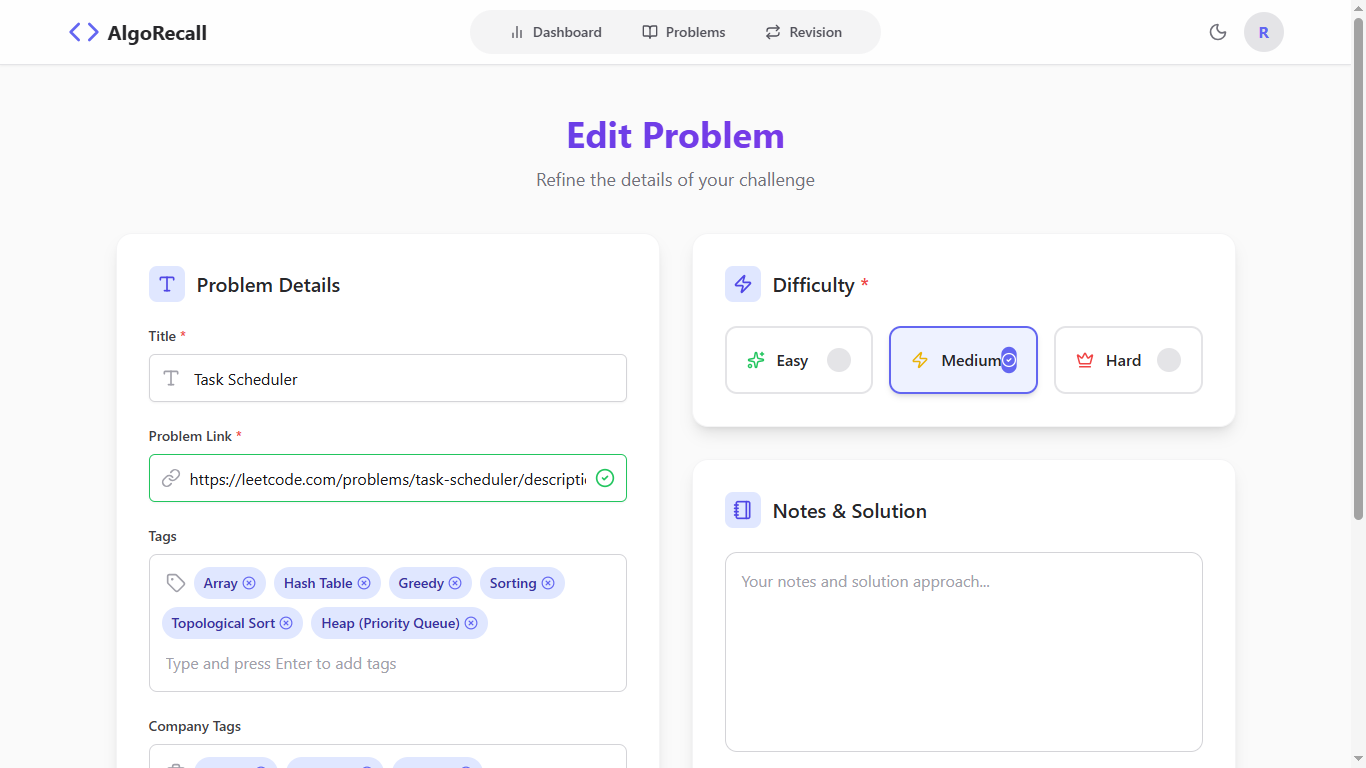 AlgoRecall
Dashboard
Problems
Revision
R
Edit Problem
Refine the details of your challenge
Problem Details
Title *
Task Scheduler
Problem Link *
https://leetcode.com/problems/task-scheduler/descripti
Tags
Array
Hash Table
Greedy
Sorting
Topological Sort
Heap (Priority Queue)
Type and press Enter to add tags
Company Tags
Difficulty *
Easy
Medium
Hard
Notes & Solution
Your notes and solution approach...